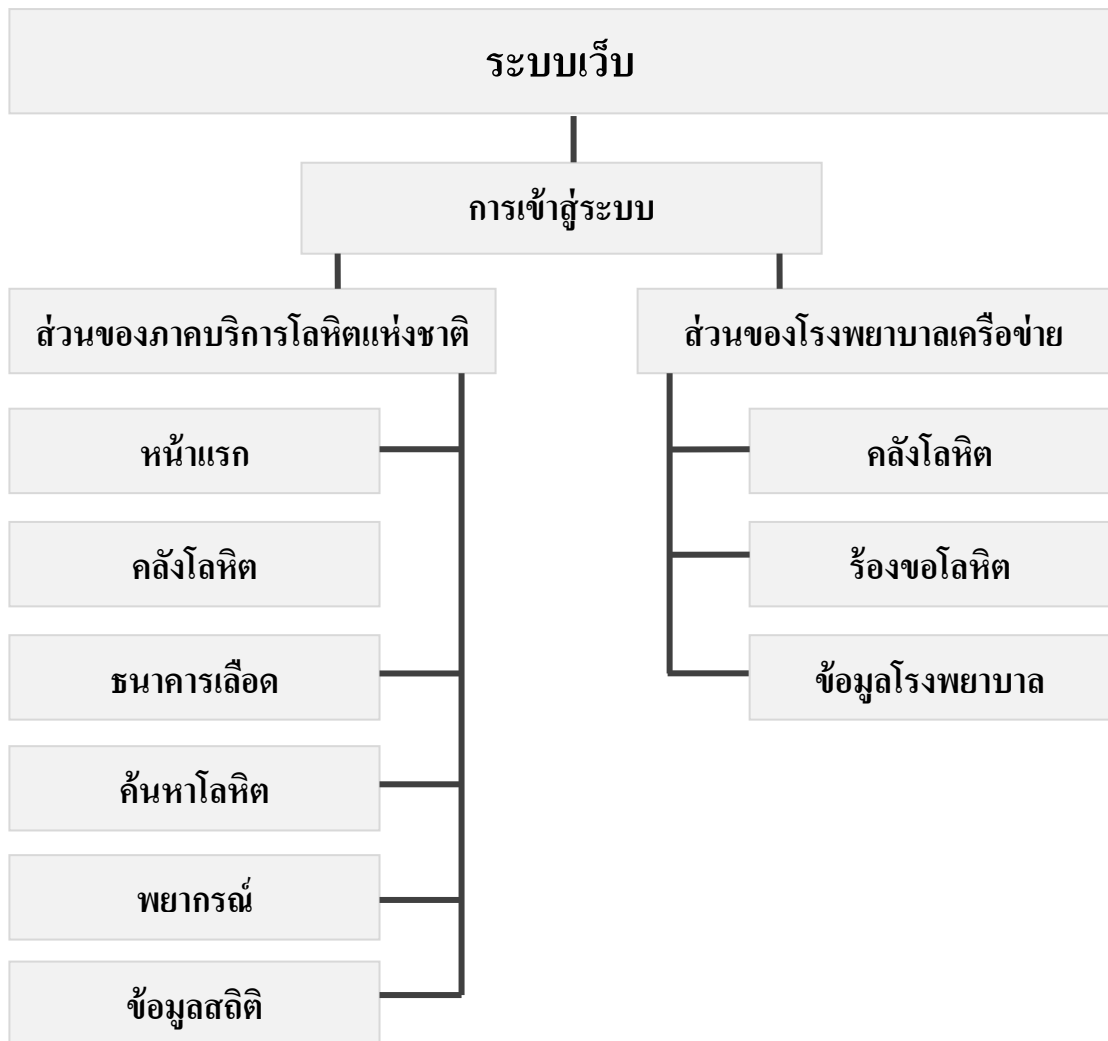 ระบบเว็บ
การเข้าสู่ระบบ
ส่วนของภาคบริการโลหิตแห่งชาติ
ส่วนของโรงพยาบาลเครือข่าย
หน้าแรก
คลังโลหิต
คลังโลหิต
ร้องขอโลหิต
ธนาคารเลือด
ข้อมูลโรงพยาบาล
ค้นหาโลหิต
พยากรณ์
ข้อมูลสถิติ